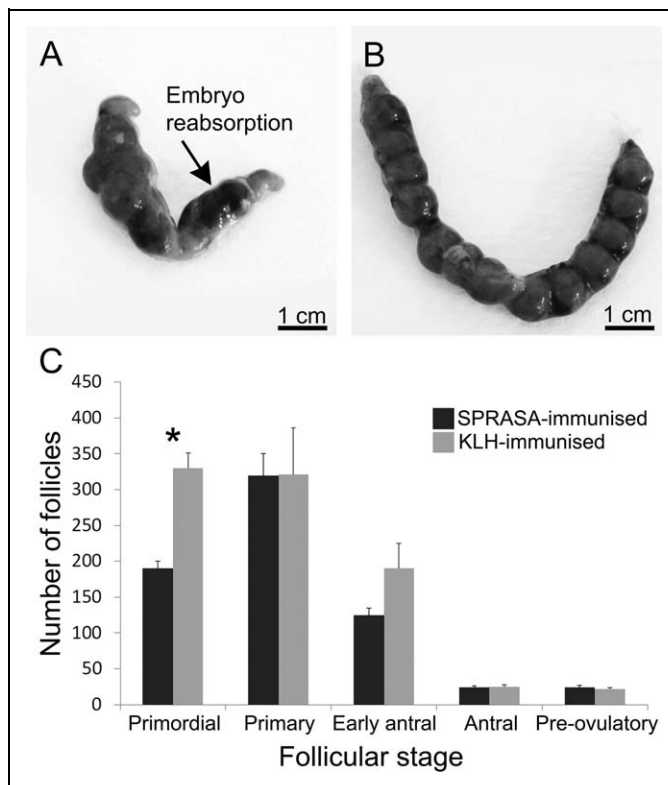 A
Embryo
reabsorption
1 cm
B
1 cm
C
450
400
350
300
250
200
150
100
50
0
Number of follicles
*
SPRASA-immunised
KLH-immunised
Primordial Primary Early antral Antral Pre-ovulatory
Follicular stage